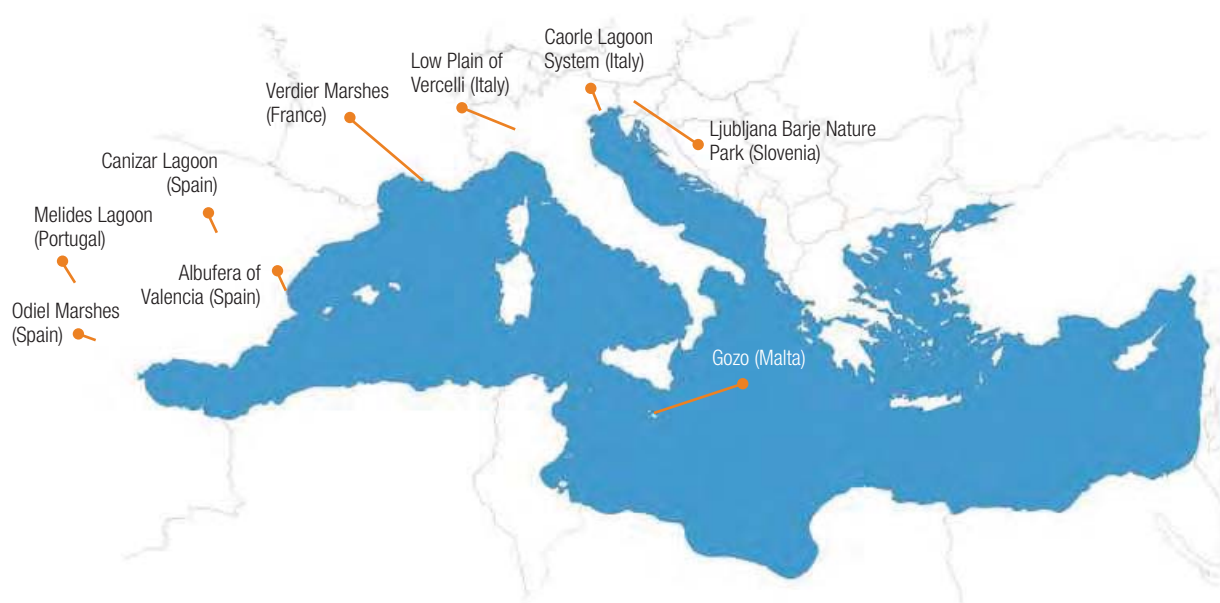 Caorle Lagoon
System (Italy)
Low Plain of
Vercelli (Italy)
Verdier Marshes
(France)
Ljubljana Barje Nature
Park (Slovenia)
Canizar Lagoon
(Spain)
Melides Lagoon
(Portugal)
Albufera of
Valencia (Spain)
Odiel Marshes
(Spain)
Gozo (Malta)